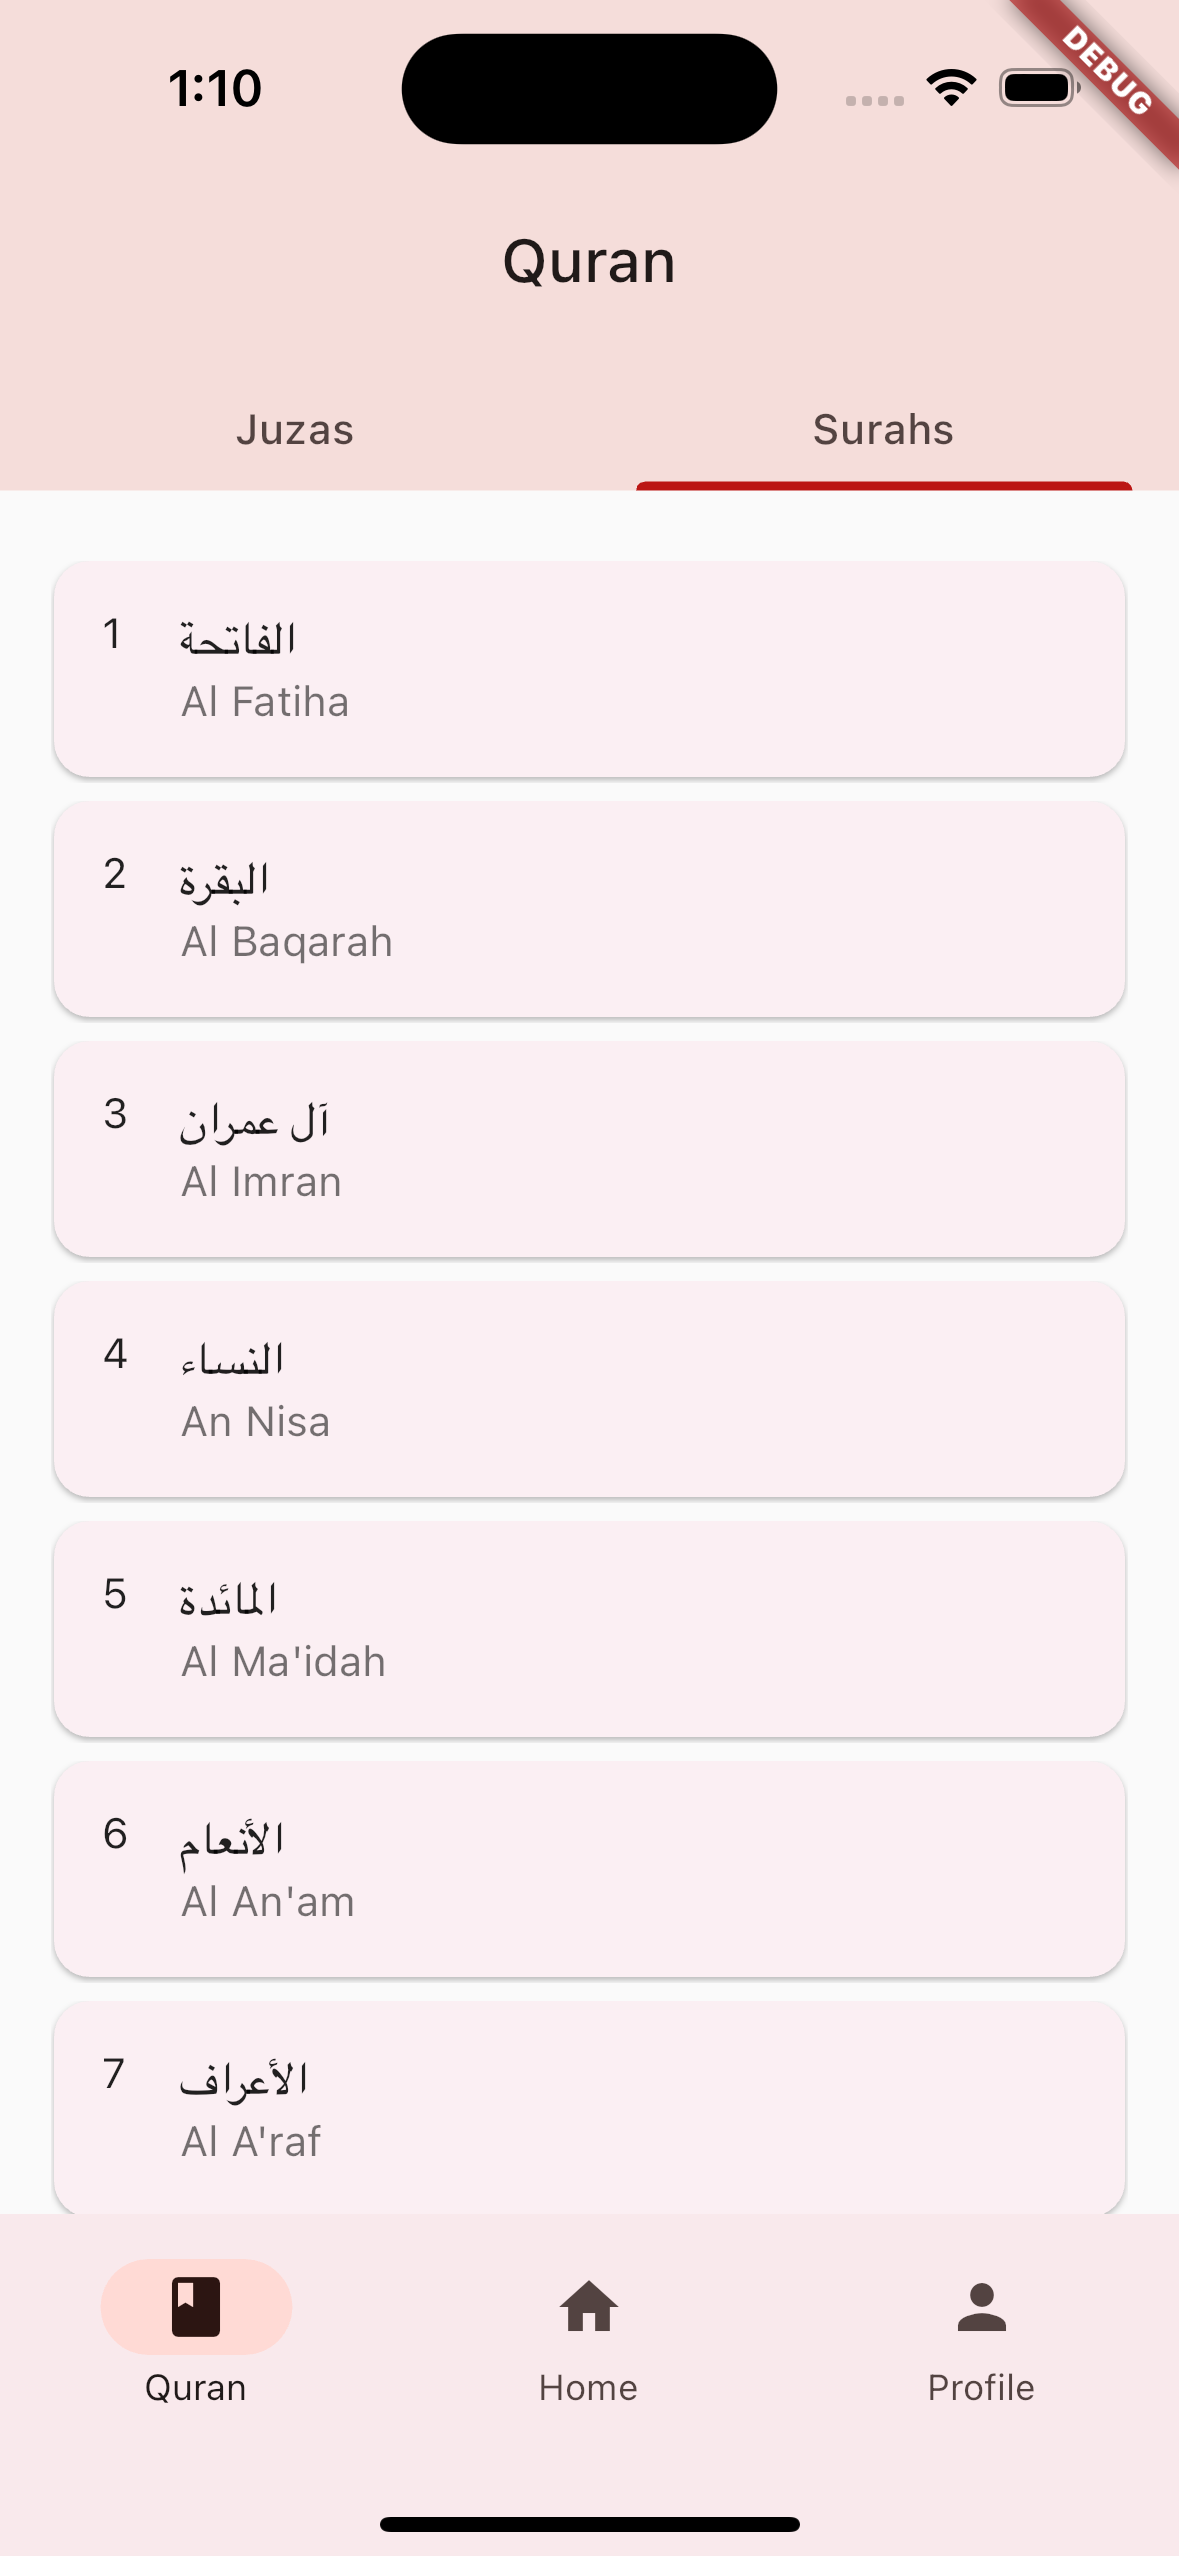 1:10
DEBUG
Quran
Juzas
Surahs
1
الفاتحة
Al Fatiha
2
البقرة
Al Baqarah
3
آل عمران
Al Imran
4
النساء
An Nisa
5
المائدة
Al Ma'idah
6
الأنعام
Al An'am
7
الأعراف
Al A'raf
Quran
Home
Profile